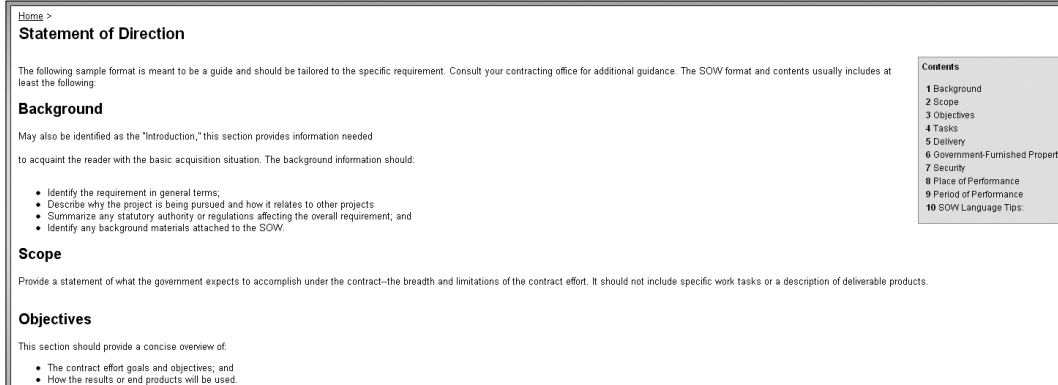 Home >
Statement of Direction
The following sample format is meant to be a guide and should be tailored to the specific requirement. Consult your contracting office for additional guidance. The SOW format and contents usually includes at
least the following:
Background
May also be identified as the "Introduction," this section provides information needed
to acquaint the reader with the basic acquisition situation. The background information should:
Identify the requirement in general terms;
Describe why the project is being pursued and how it relates to other projects
Summarize any statutory authority or regulations affecting the overall requirement; and
Identify any background materials attached to the SOW.
Scope
Provide a statement of what the government expects to accomplish under the contract--the breadth and limitations of the contract effort. It should not include specific work tasks or a description of deliverable products.
Objectives
This section should provide a concise overview of:
The contract effort goals and objectives; and
How the results or end products will be used.
Contents
1 Background
2 Scope
3 Objectives
4 Tasks
5 Delivery
6 Government-Furnished Propert
7 Security
8 Place of Performance
9 Period of Performance
10 SOW Language Tips: